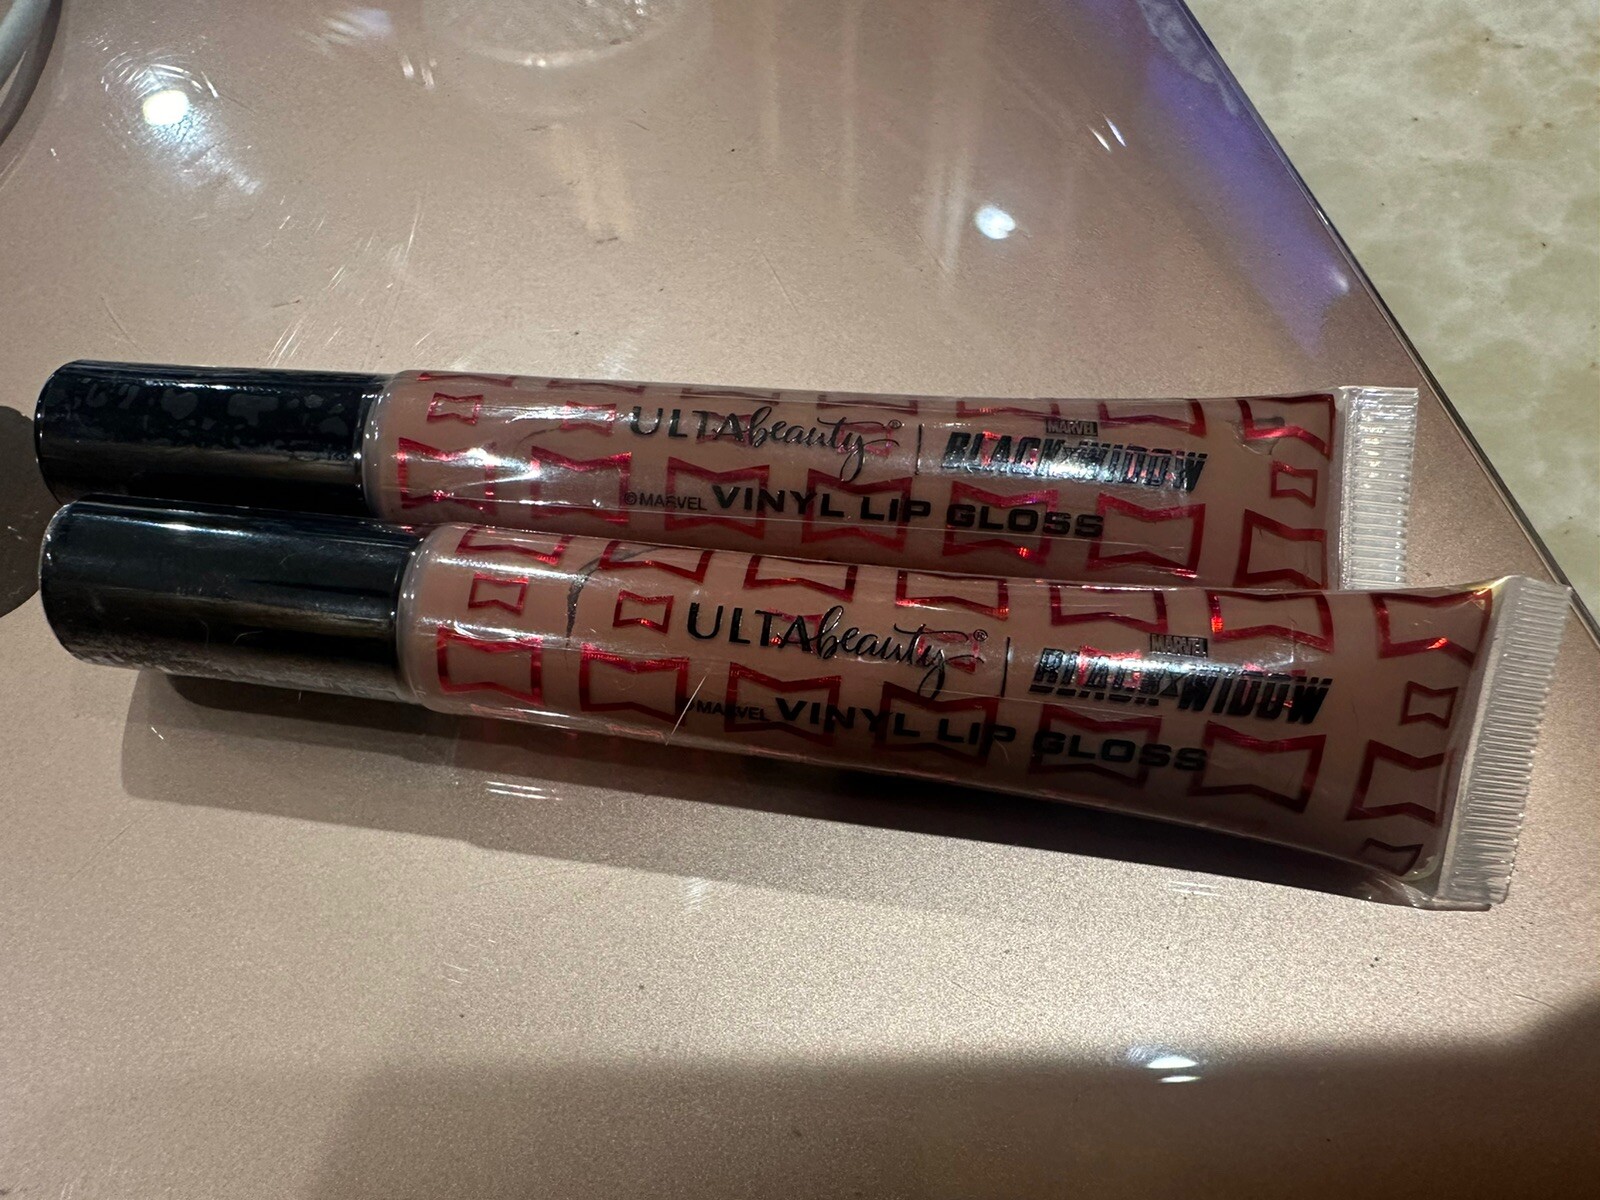 ULTAbeauty® | MARVEL BLACK WIDOW
©MARVEL VINYL LIP GLOSS
ULTAbeauty® | MARVEL BLACK WIDOW
©MARVEL VINYL LIP GLOSS